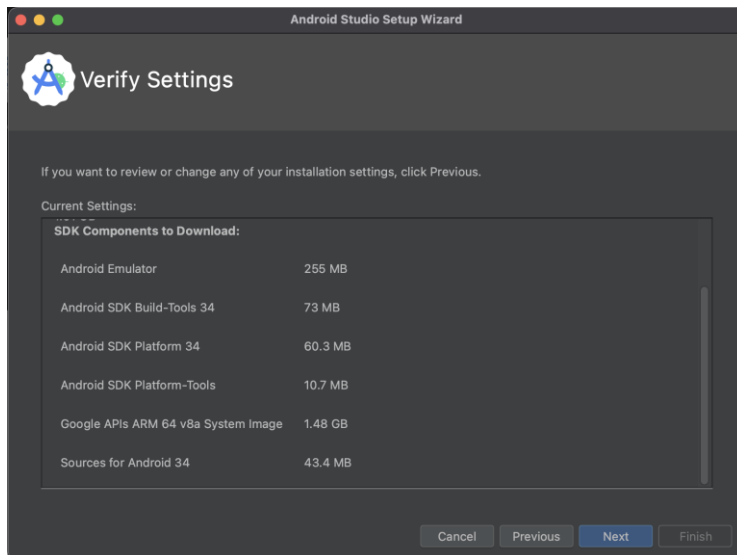 Android Studio Setup Wizard
Verify Settings
If you want to review or change any of your installation settings, click Previous.
Current Settings:
SDK Components to Download:
Android Emulator 255 MB
Android SDK Build-Tools 34 73 MB
Android SDK Platform 34 60.3 MB
Android SDK Platform-Tools 10.7 MB
Google APIs ARM 64 v8a System Image 1.48 GB
Sources for Android 34 43.4 MB
Cancel Previous Next Finish